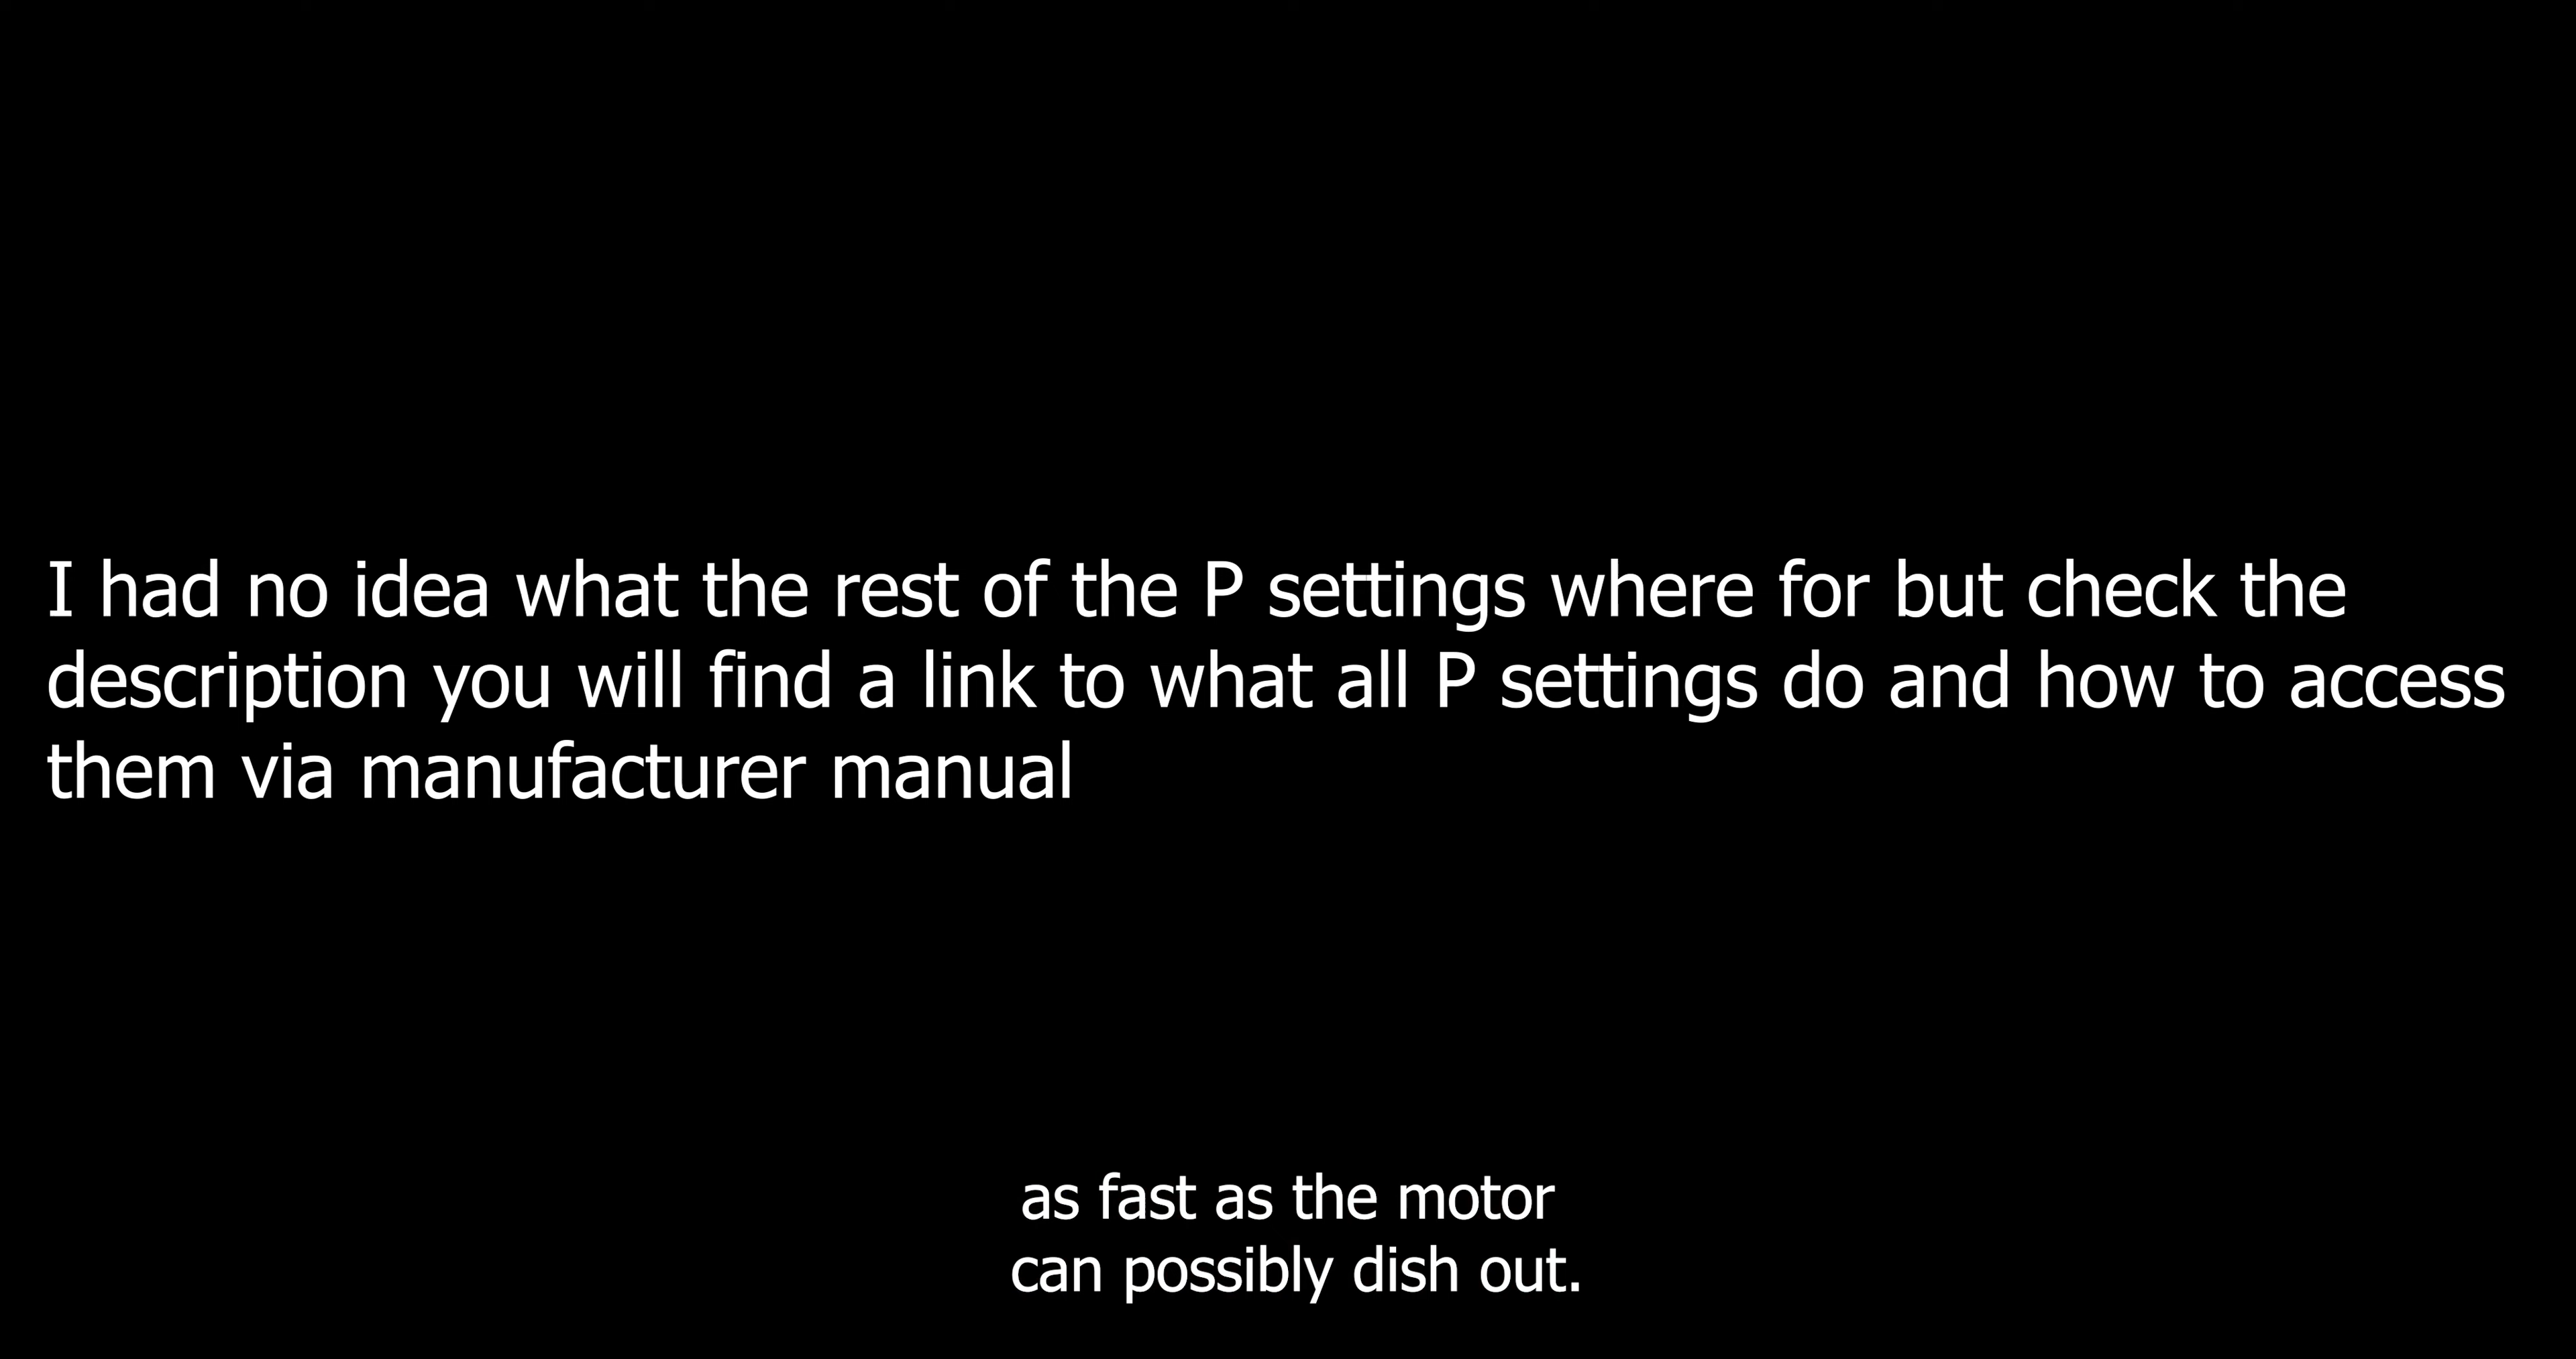 I had no idea what the rest of the P settings where for but check the
description you will find a link to what all P settings do and how to access
them via manufacturer manual
as fast as the motor
can possibly dish out.